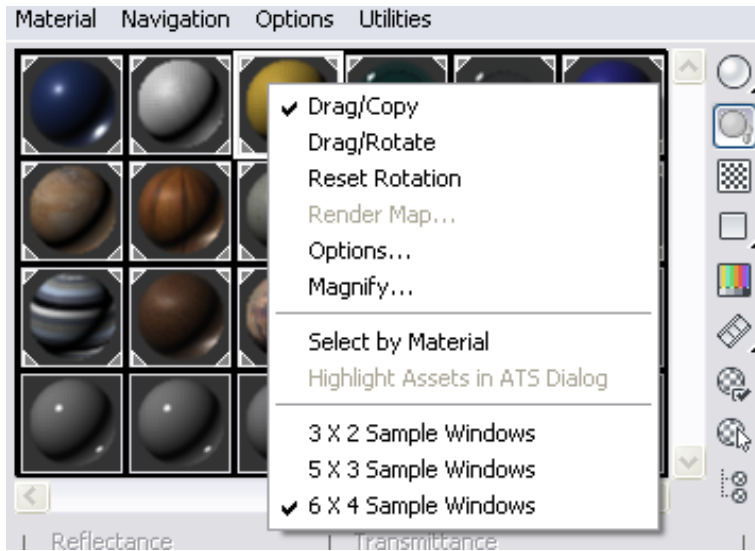 Material Navigation Options Utilities
Drag/Copy
Drag/Rotate
Reset Rotation
Render Map...
Options...
Magnify...
Select by Material
Highlight Assets in ATS Dialog
3 X 2 Sample Windows
5 X 3 Sample Windows
6 X 4 Sample Windows
Reflectance Transmittance